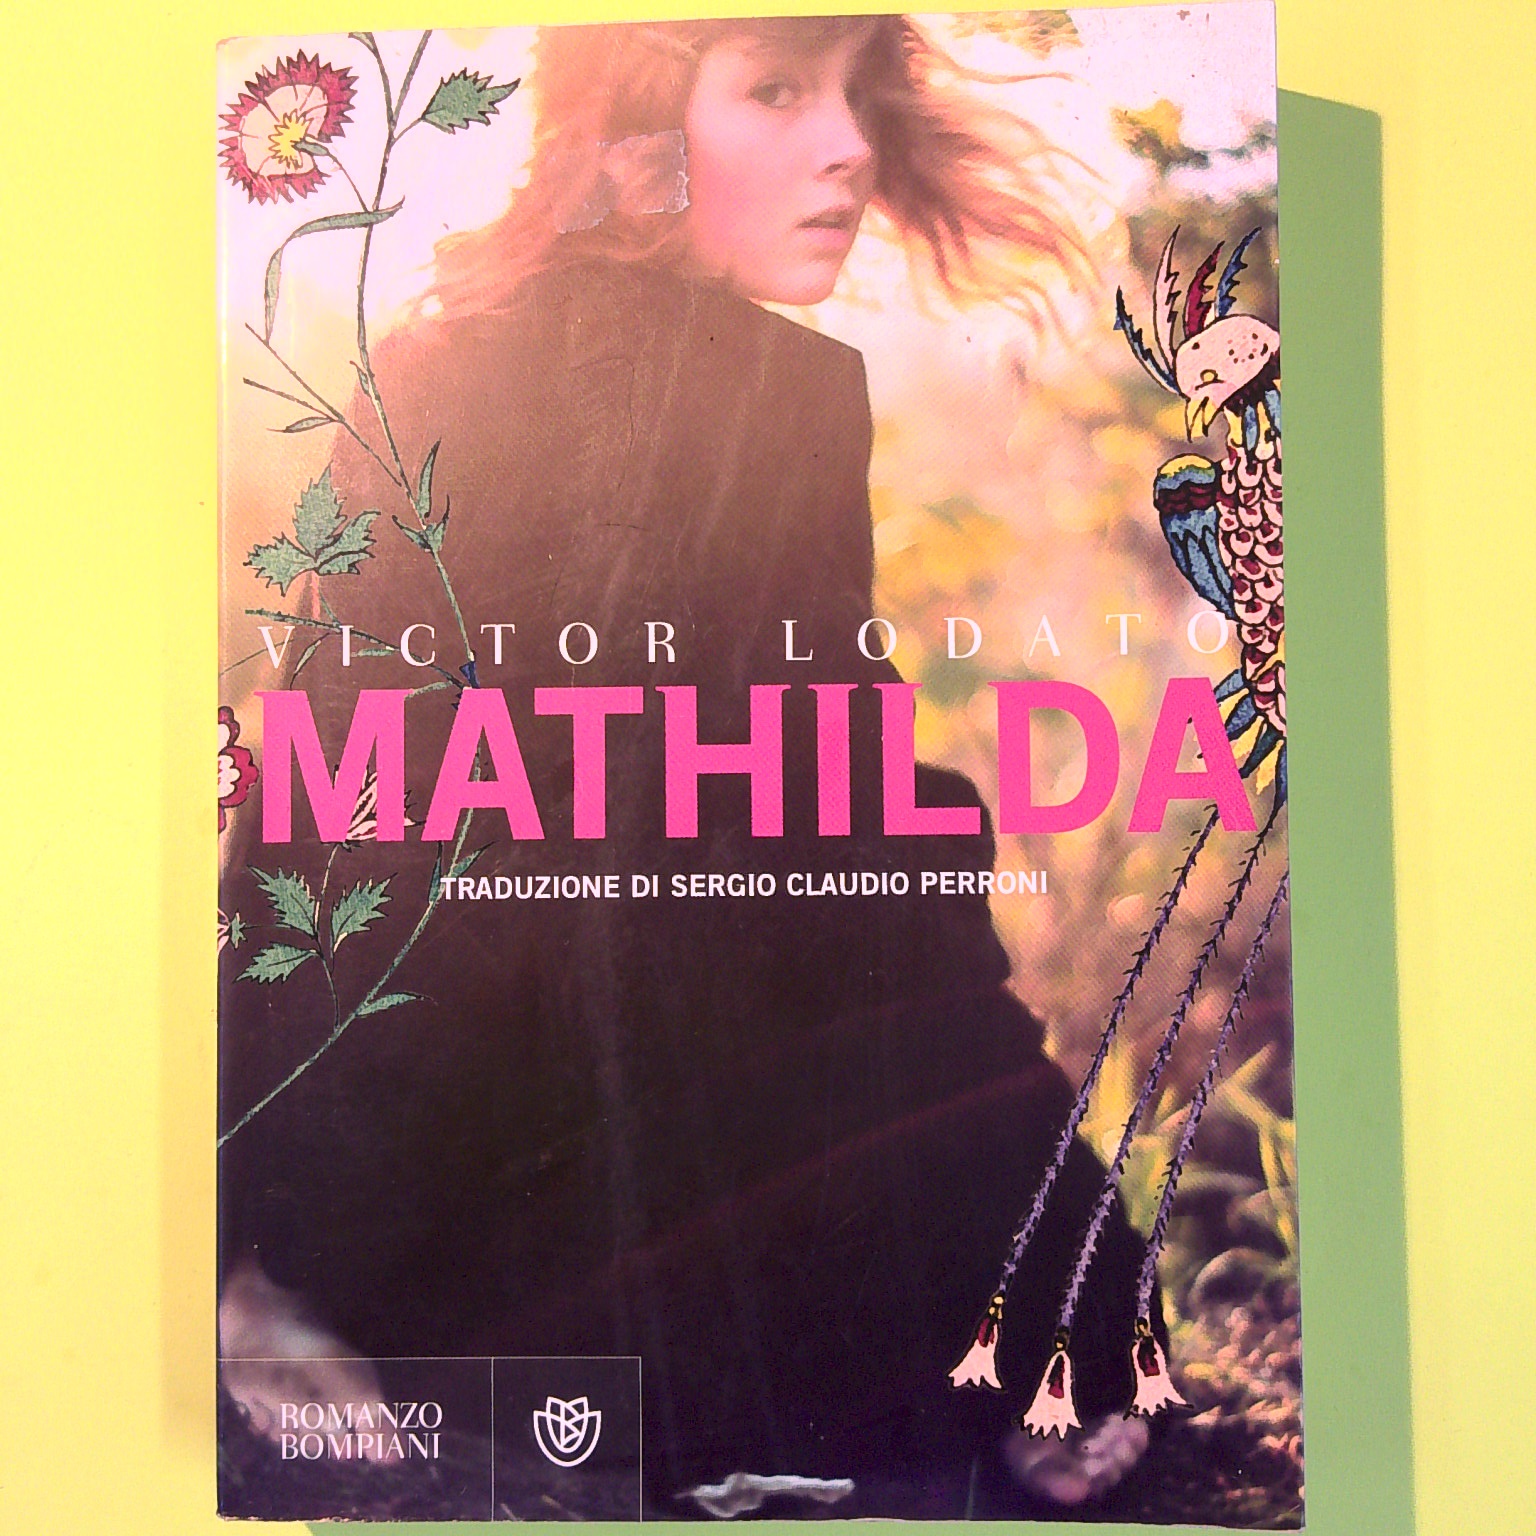 VICTOR LODATO
MATHILDA
TRADUZIONE DI SERGIO CLAUDIO PERRONI
ROMANZO
BOMPIANI